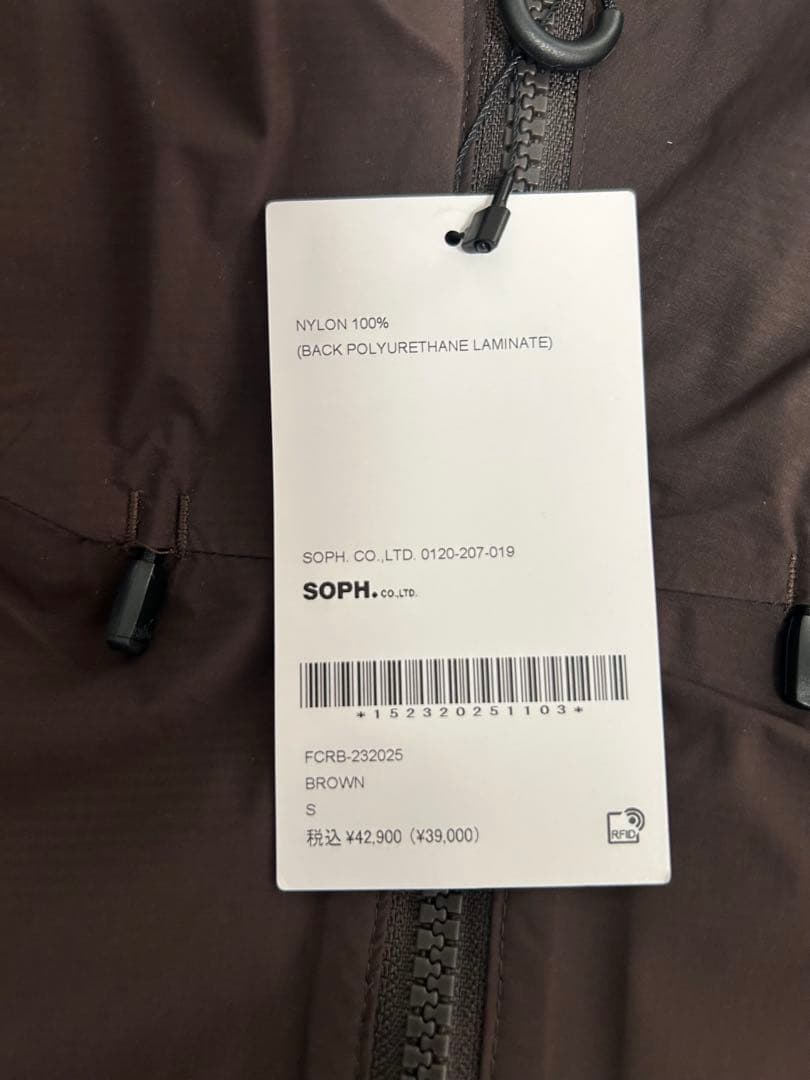 NYLON 100%
(BACK POLYURETHANE LAMINATE)
SOPH. CO.,LTD. 0120-207-019
SOPH. CO.,LTD.
*152320251103*
FCRB-232025
BROWN
S
税込 ¥42,900 (¥39,000)
RFID